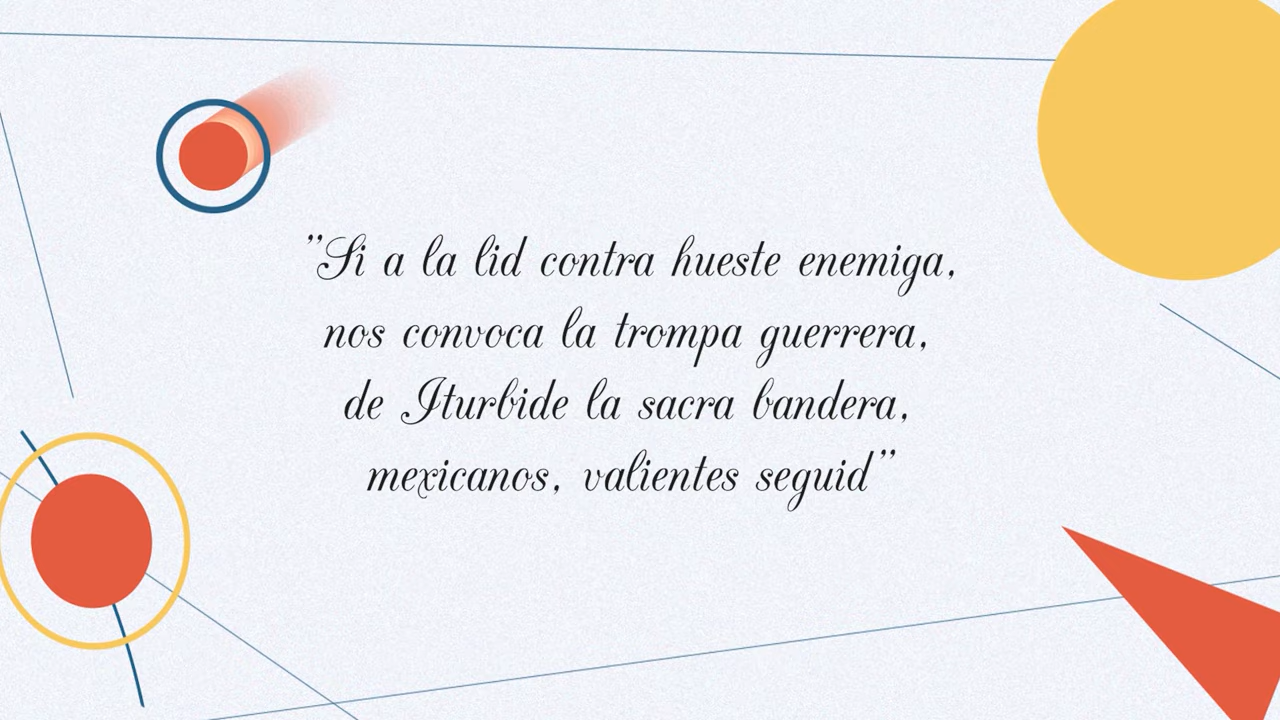 ”Si a la lid contra hueste enemiga,
nos convoca la trompa guerrera,
de Iturbide la sacra bandera,
mexicanos, valientes seguid”